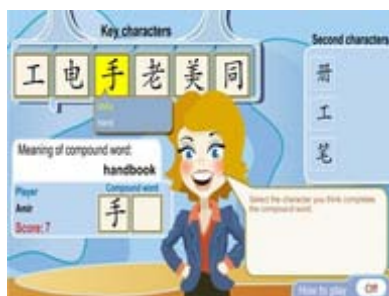 Key characters
Second characters
工 电 手 老 美 同
shǒu
hand
册
工
笔
Meaning of compound word:
handbook
Player
Compound word
Amir
手
Score: 7
Select the character you think completes
the compound word.
How to play
Off